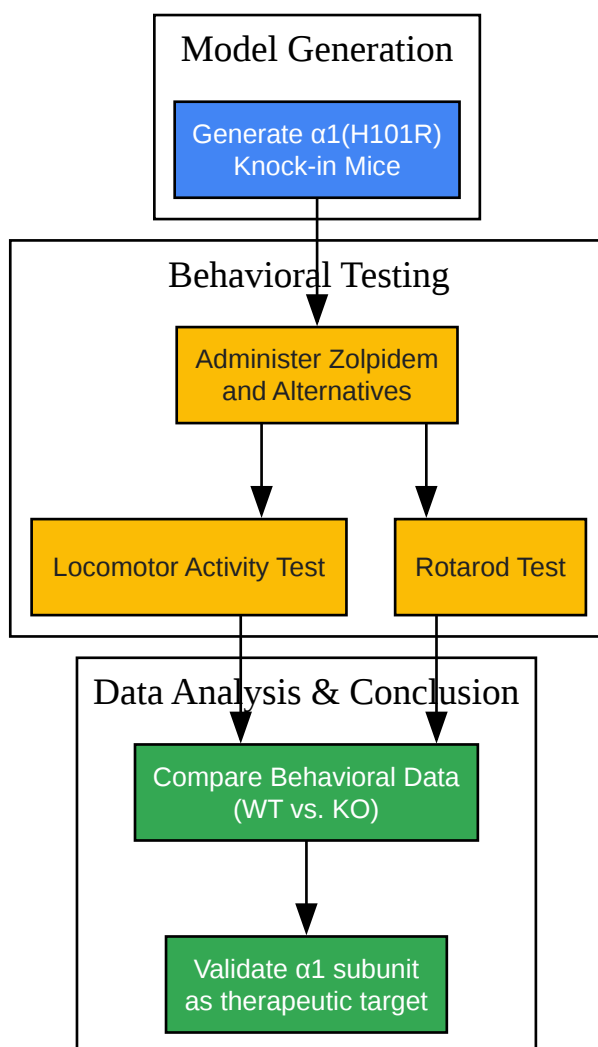 Model Generation
Generate α1(H101R)
Knock-in Mice
Behavioral Testing
Administer Zolpidem
and Alternatives
Locomotor Activity Test
Rotarod Test
Data Analysis & Conclusion
Compare Behavioral Data
(WT vs. KO)
Validate α1 subunit
as therapeutic target